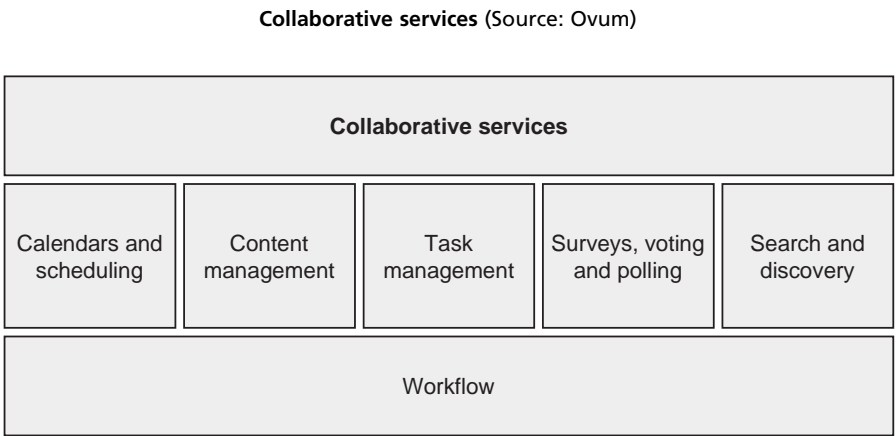 Collaborative services (Source: Ovum)
Collaborative services
Calendars and
scheduling
Content
management
Task
management
Surveys, voting
and polling
Search and
discovery
Workflow